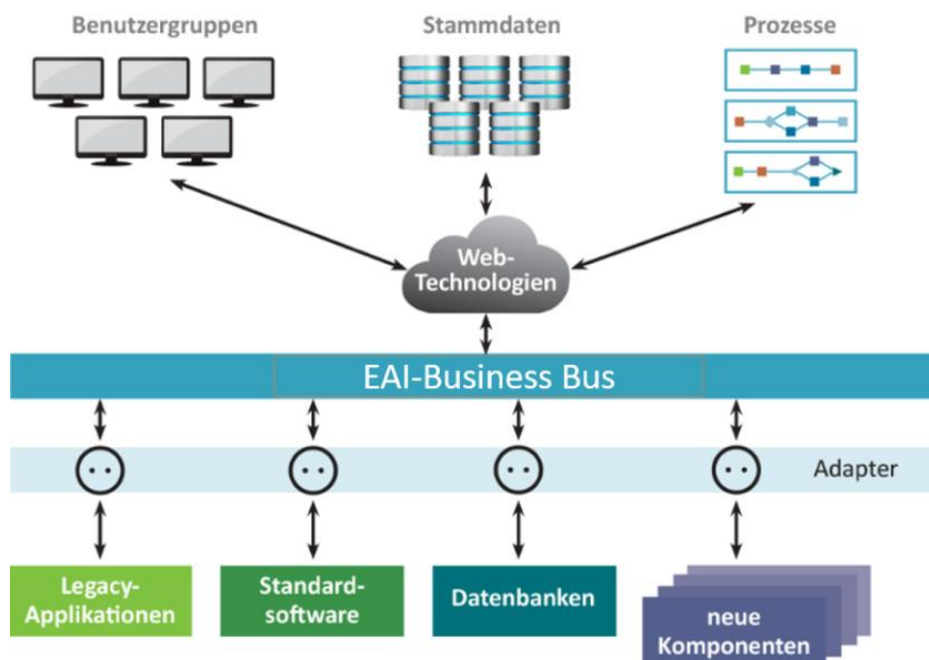 Benutzergruppen
Stammdaten
Prozesse
Web-
Technologien
EAI-Business Bus
Adapter
Legacy-
Applikationen
Standard-
software
Datenbanken
neue
Komponenten